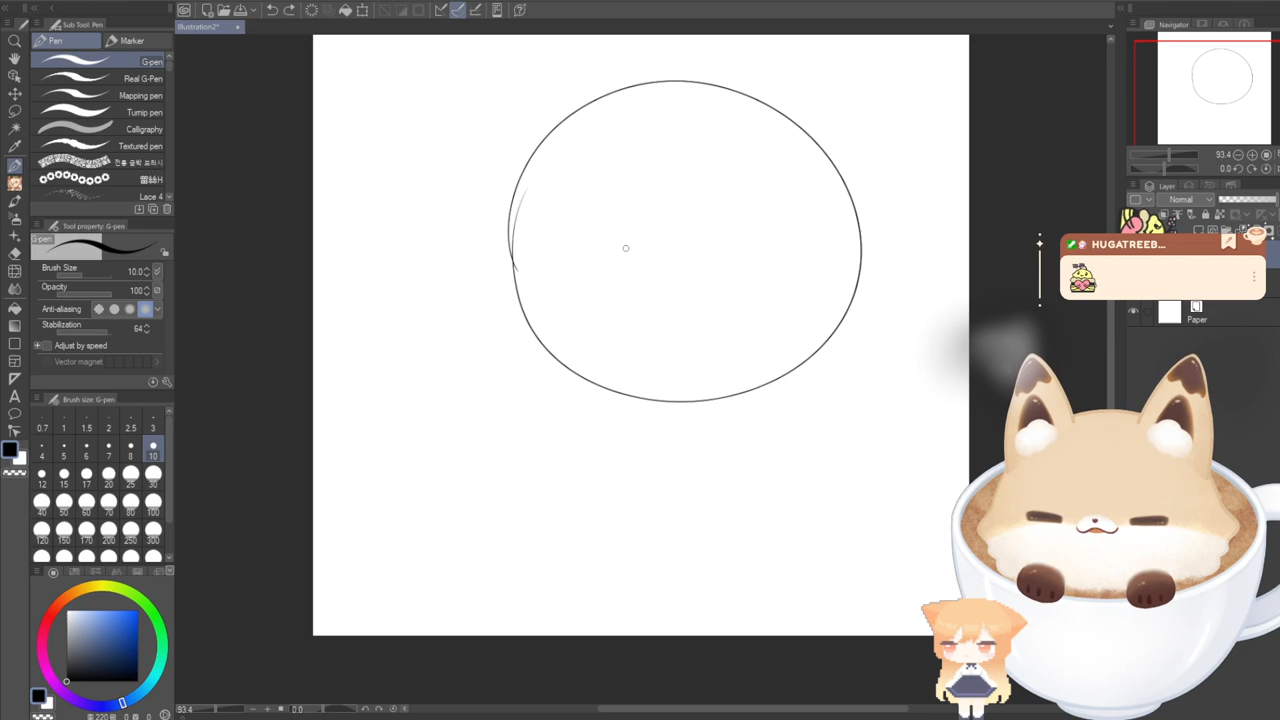 Sub Tool: Pen
Illustration2*
Navigator
Pen
Marker
G-pen
Real G-Pen
Mapping pen
Turnip pen
Calligraphy
Textured pen
Lace 4
93.4
0.0
Layer
Normal
HUGATREEB...
Paper
Tool property: G-pen
G-pen
Brush Size 10.0
Opacity 100
Anti-aliasing
Stabilization 64
Adjust by speed
Vector magnet
Brush size: G-pen
0.7 1 1.5 2 2.5 3
4 5 6 7 8 10
12 15 17 20 25 30
40 50 60 70 80 100
120 150 170 200 250 300
93.4
0.0
220
0
0